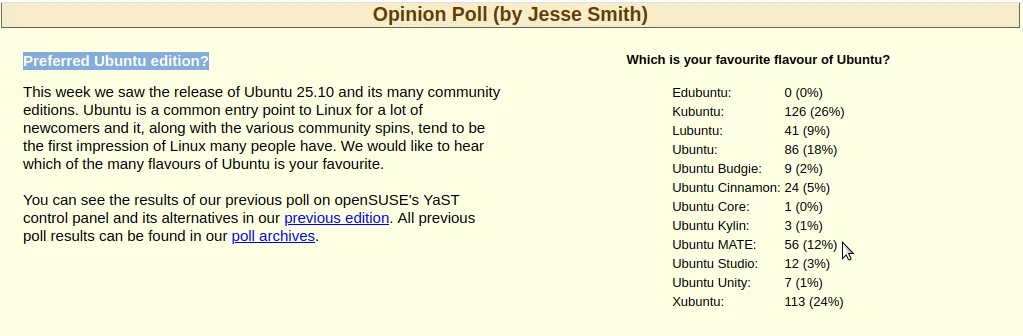 Opinion Poll (by Jesse Smith)
Preferred Ubuntu edition?
This week we saw the release of Ubuntu 25.10 and its many community
editions. Ubuntu is a common entry point to Linux for a lot of
newcomers and it, along with the various community spins, tend to be
the first impression of Linux many people have. We would like to hear
which of the many flavours of Ubuntu is your favourite.
You can see the results of our previous poll on openSUSE's YaST
control panel and its alternatives in our previous edition. All previous
poll results can be found in our poll archives.
Which is your favourite flavour of Ubuntu?
Edubuntu: 0 (0%)
Kubuntu: 126 (26%)
Lubuntu: 41 (9%)
Ubuntu: 86 (18%)
Ubuntu Budgie: 9 (2%)
Ubuntu Cinnamon: 24 (5%)
Ubuntu Core: 1 (0%)
Ubuntu Kylin: 3 (1%)
Ubuntu MATE: 56 (12%)
Ubuntu Studio: 12 (3%)
Ubuntu Unity: 7 (1%)
Xubuntu: 113 (24%)